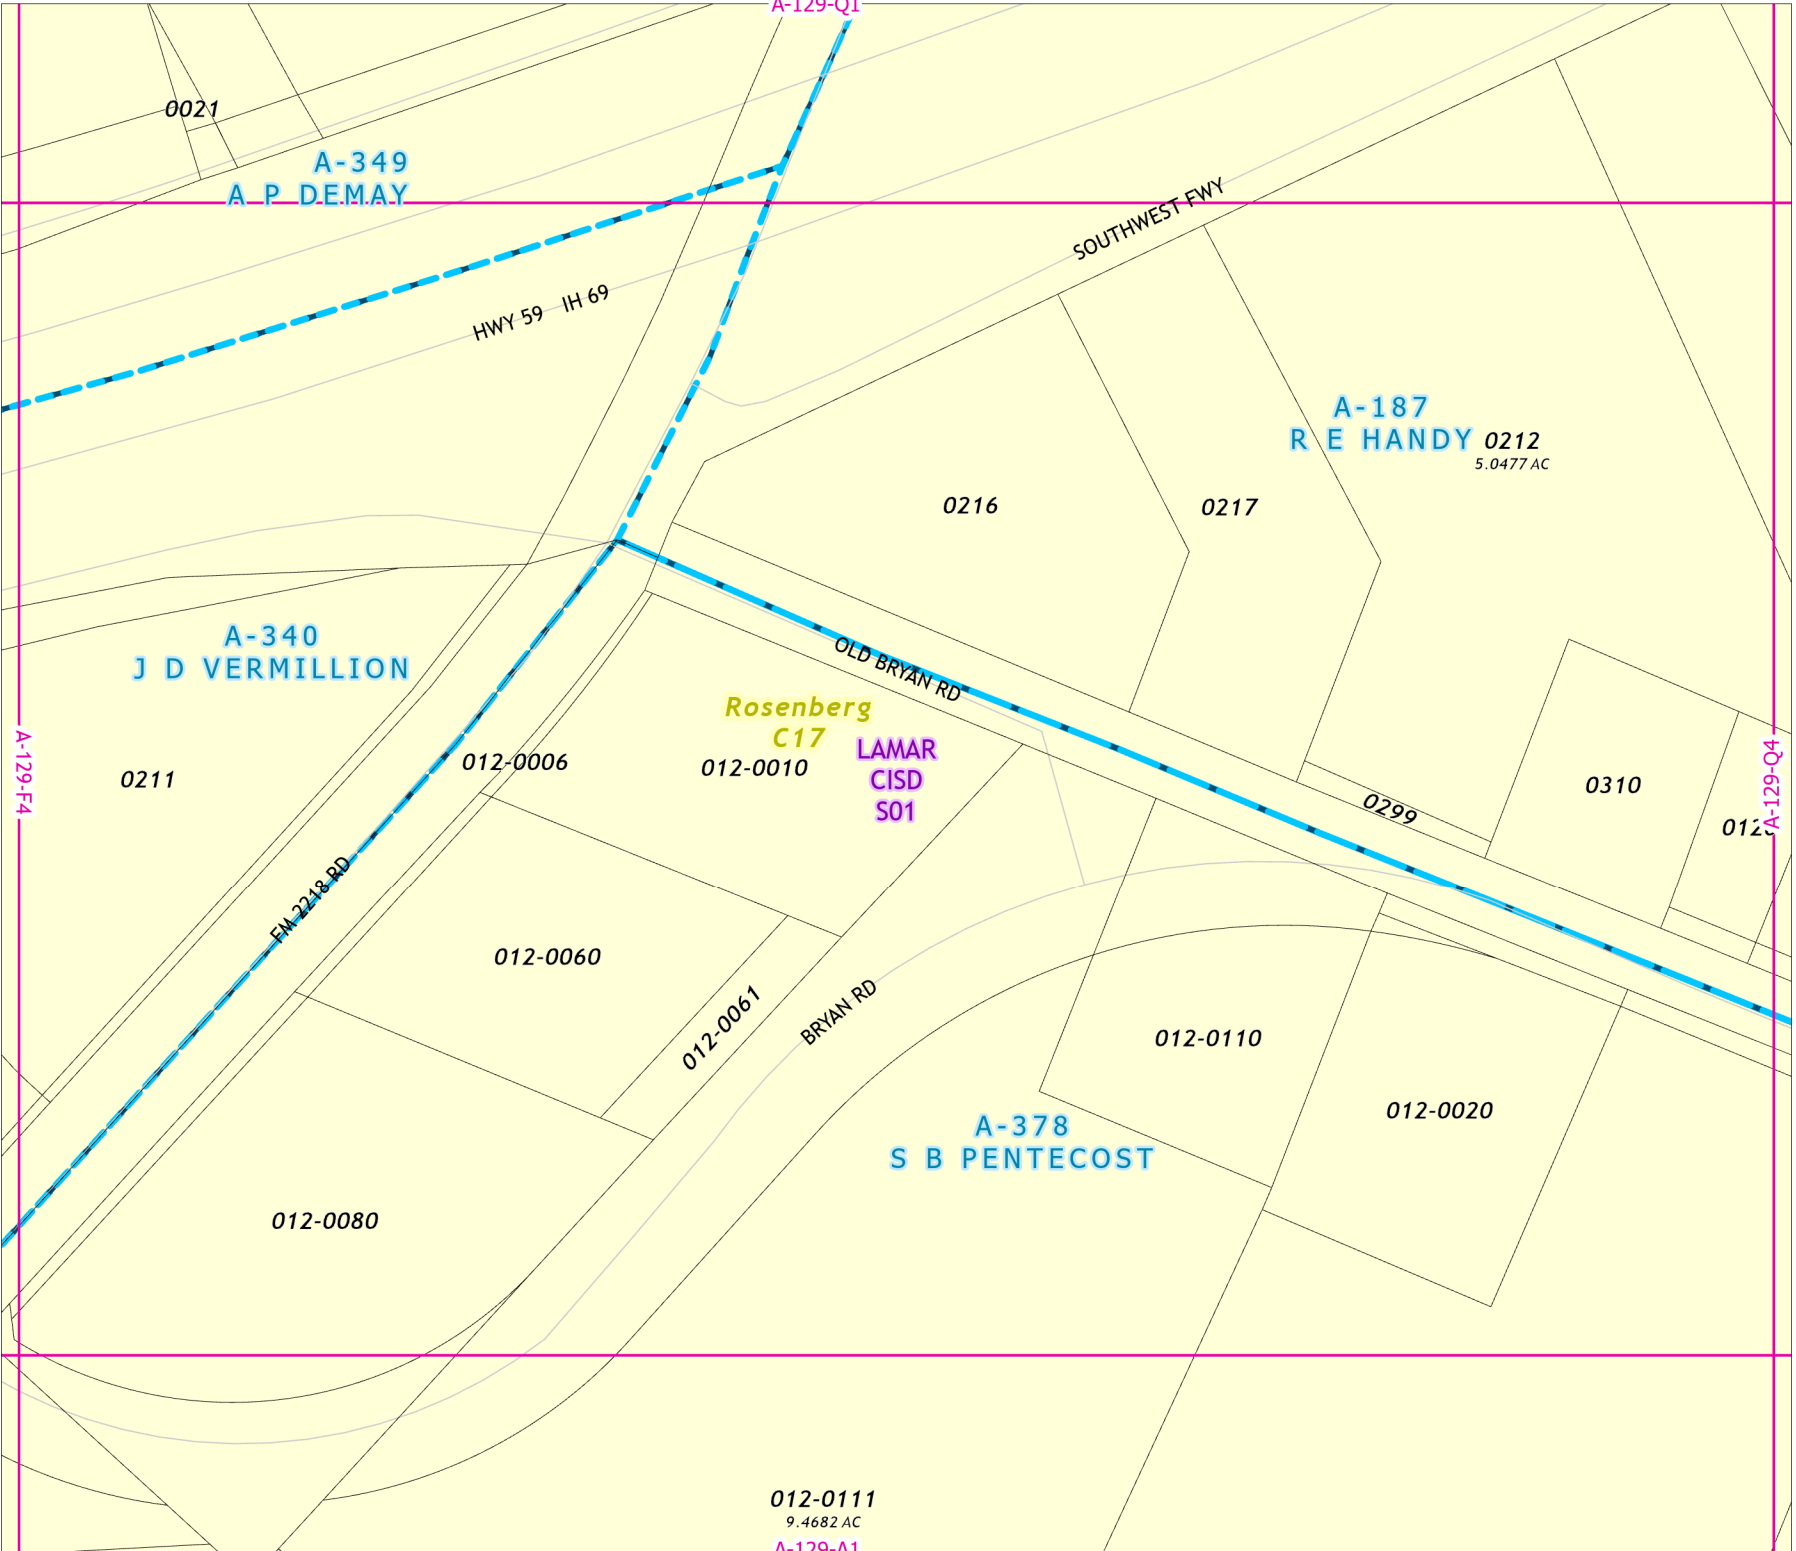 A-129-Q1
0021
A-349
A P DEMAY
SOUTHWEST FWY
HWY 59
IH 69
A-187
R E HANDY
0212
5.0477 AC
0216
0217
A-340
J D VERMILLION
OLD BRYAN RD
Rosenberg
C17
LAMAR
CISD
S01
A-129-F4
0211
012-0006
012-0010
0299
0310
A-129-Q4
FM 2218 RD
012-0060
012-0061
BRYAN RD
012-0110
012-0020
A-378
S B PENTECOST
012-0080
012-0111
9.4682 AC
A-129-A1